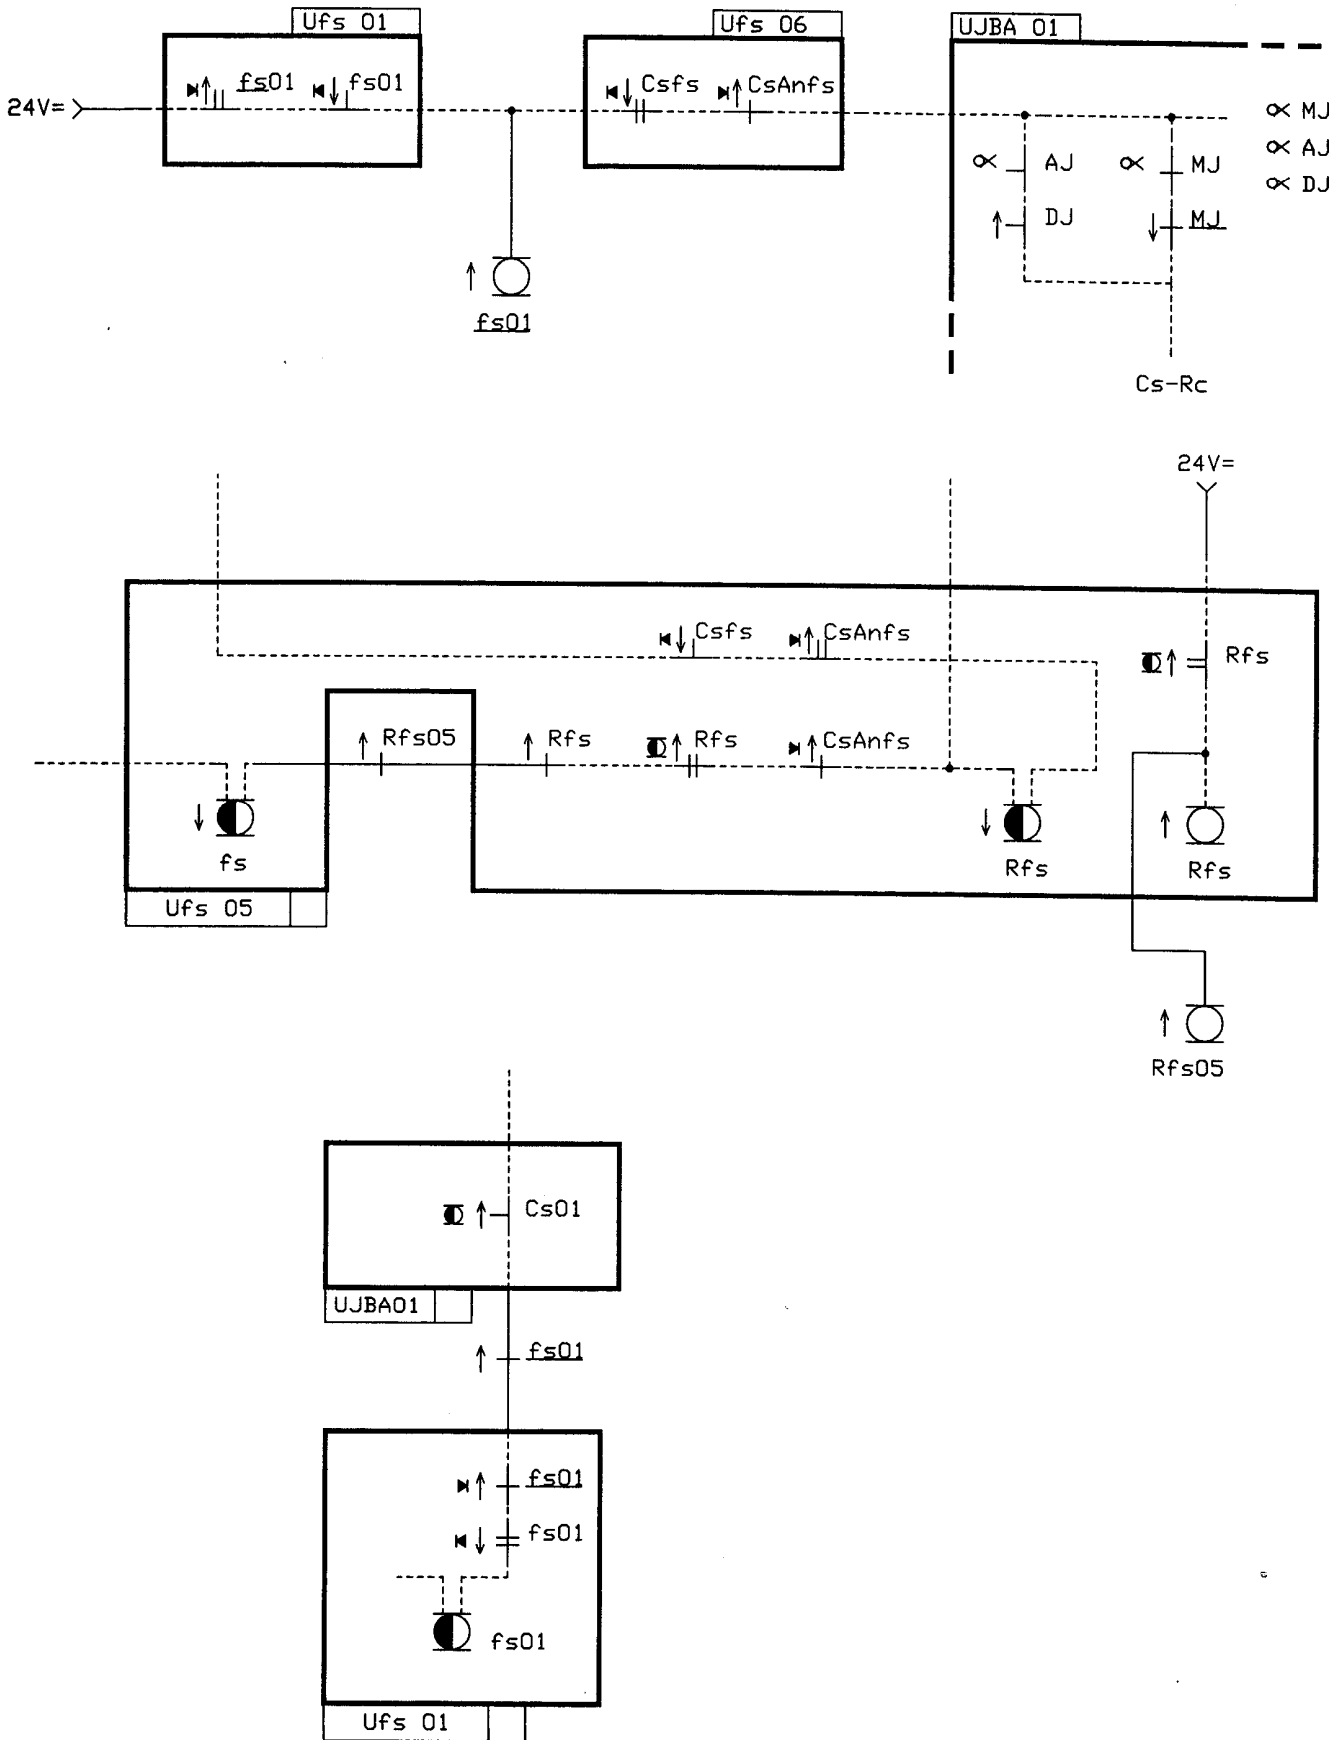 Ufs 01
Ufs 06
UJBA 01
24V=
fs01
fs01
Csfs
CsAnfs
MJ
AJ
DJ
AJ
MJ
DJ
MJ
fs01
Cs-Rc
24V=
Csfs
CsAnfs
Rfs
Rfs05
Rfs
Rfs
CsAnfs
fs
Rfs
Rfs
Ufs 05
Rfs05
Cs01
UJBA01
fs01
fs01
fs01
fs01
Ufs 01